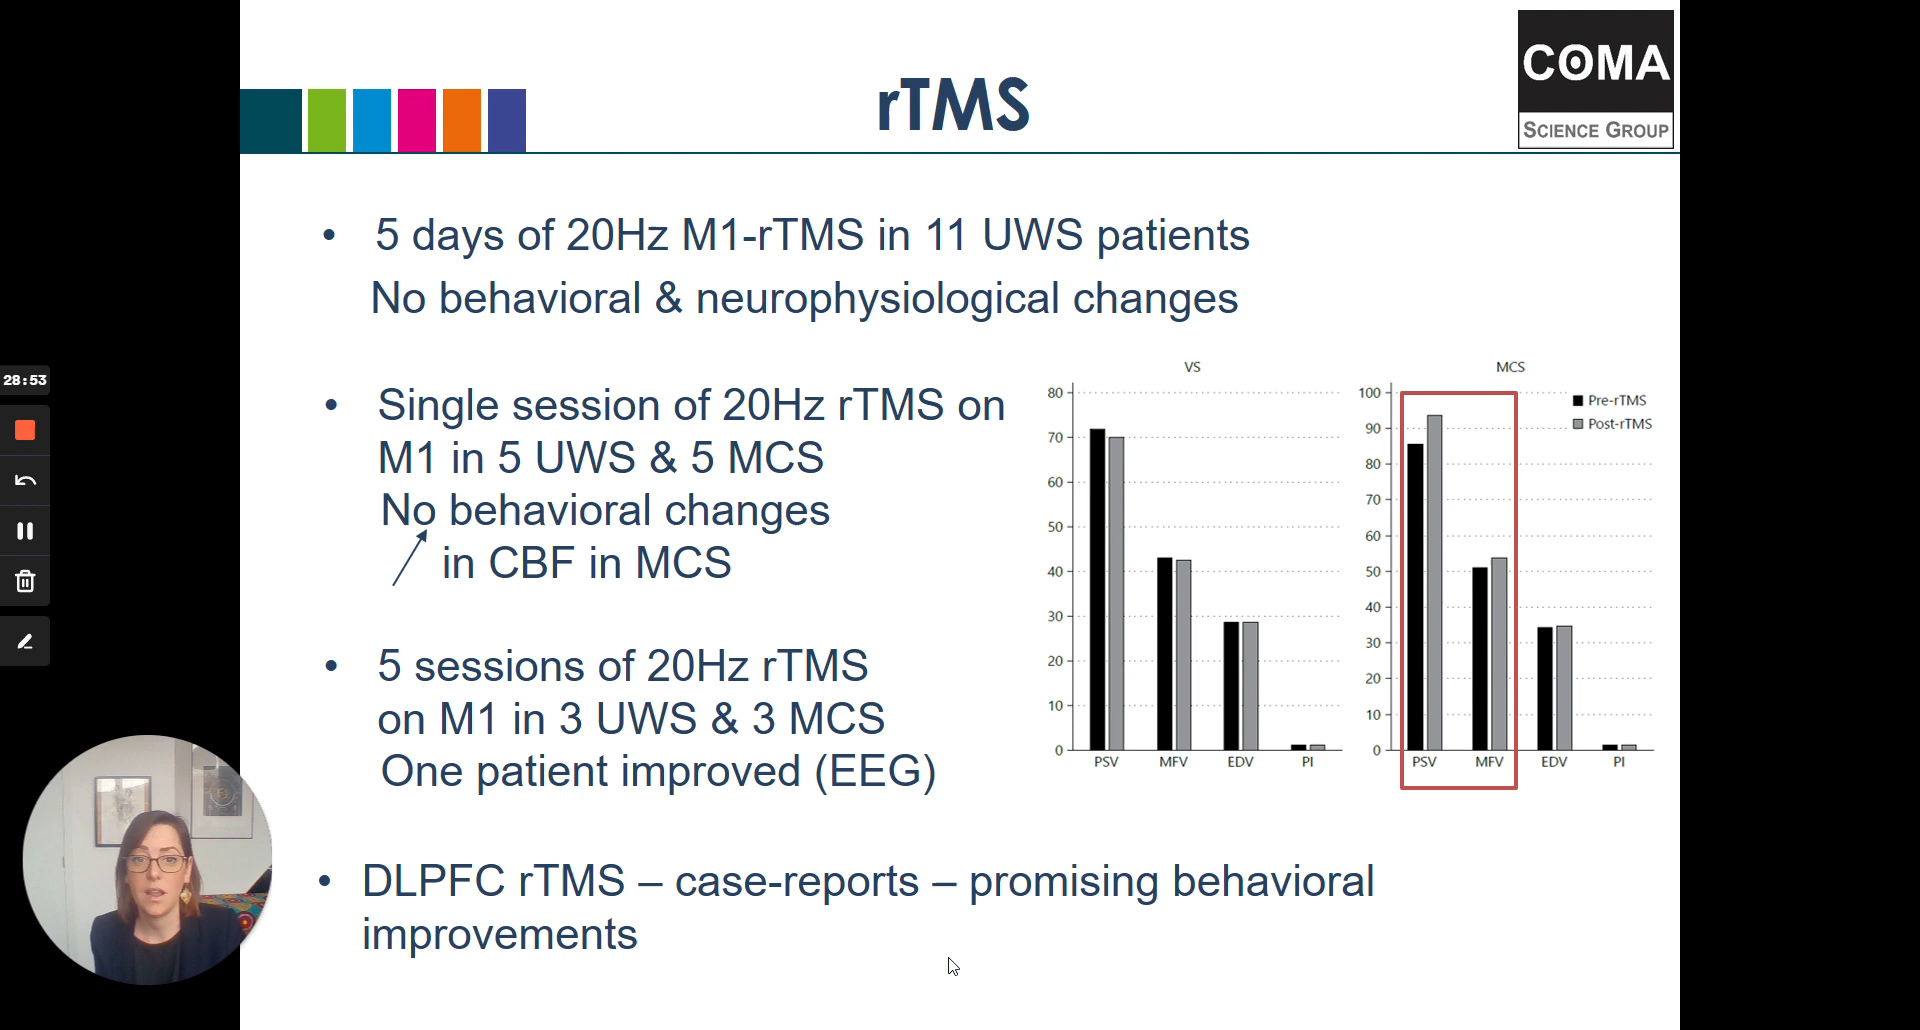 rTMS
COMA
SCIENCE GROUP
• 5 days of 20Hz M1-rTMS in 11 UWS patients
No behavioral & neurophysiological changes
• Single session of 20Hz rTMS on
M1 in 5 UWS & 5 MCS
No behavioral changes
in CBF in MCS
• 5 sessions of 20Hz rTMS
on M1 in 3 UWS & 3 MCS
One patient improved (EEG)
• DLPFC rTMS – case-reports – promising behavioral
improvements
VS
80
70
60
50
40
30
20
10
0
PSV MFV EDV PI
MCS
100
90
80
70
60
50
40
30
20
10
0
PSV MFV EDV PI
Pre-rTMS
Post-rTMS
28:53